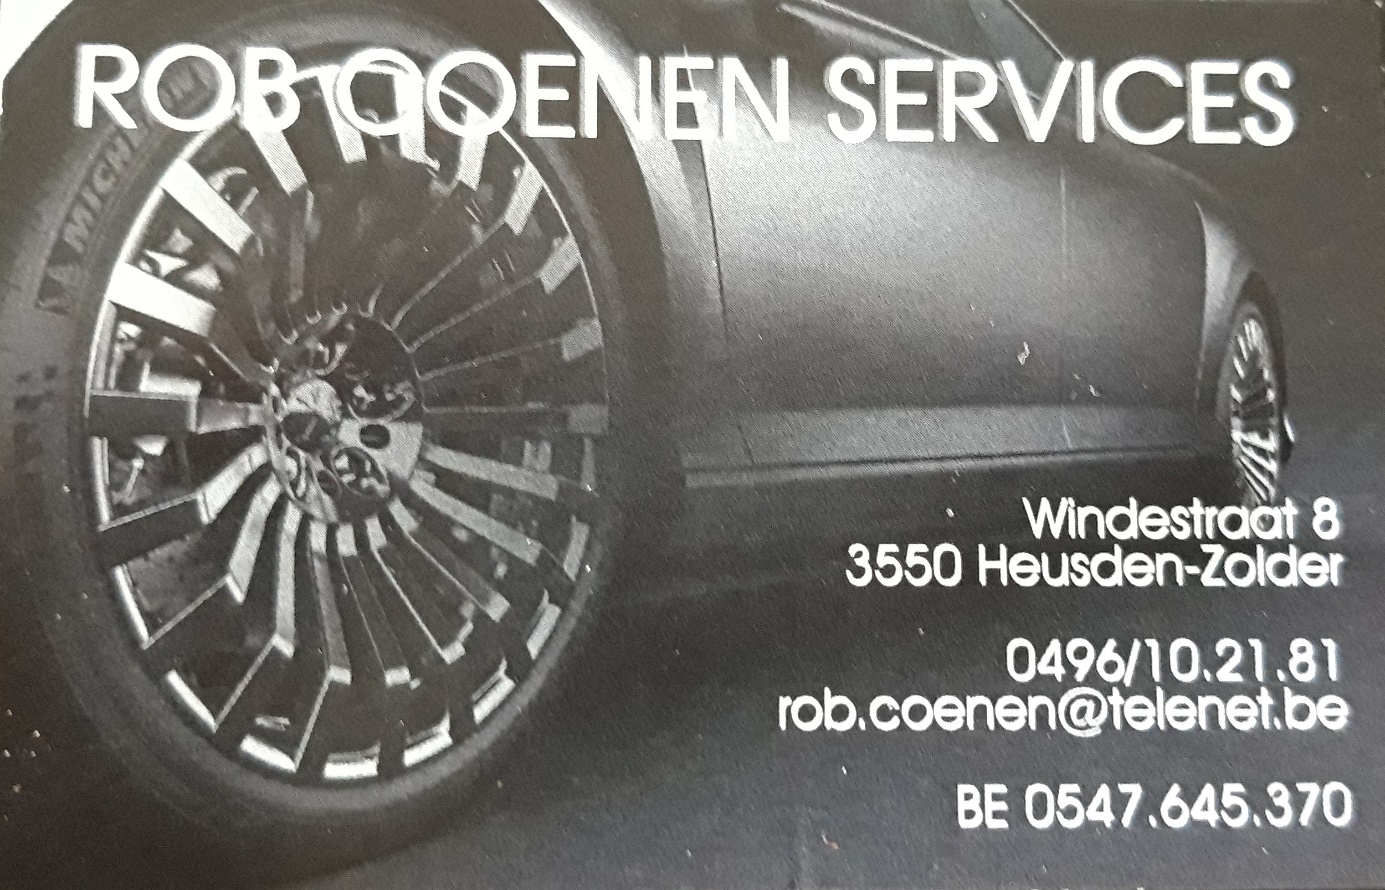 ROB COENEN SERVICES
MICHELIN
Windestraat 8
3550 Heusden-Zolder
0496/10.21.81
rob.coenen@telenet.be
BE 0547.645.370